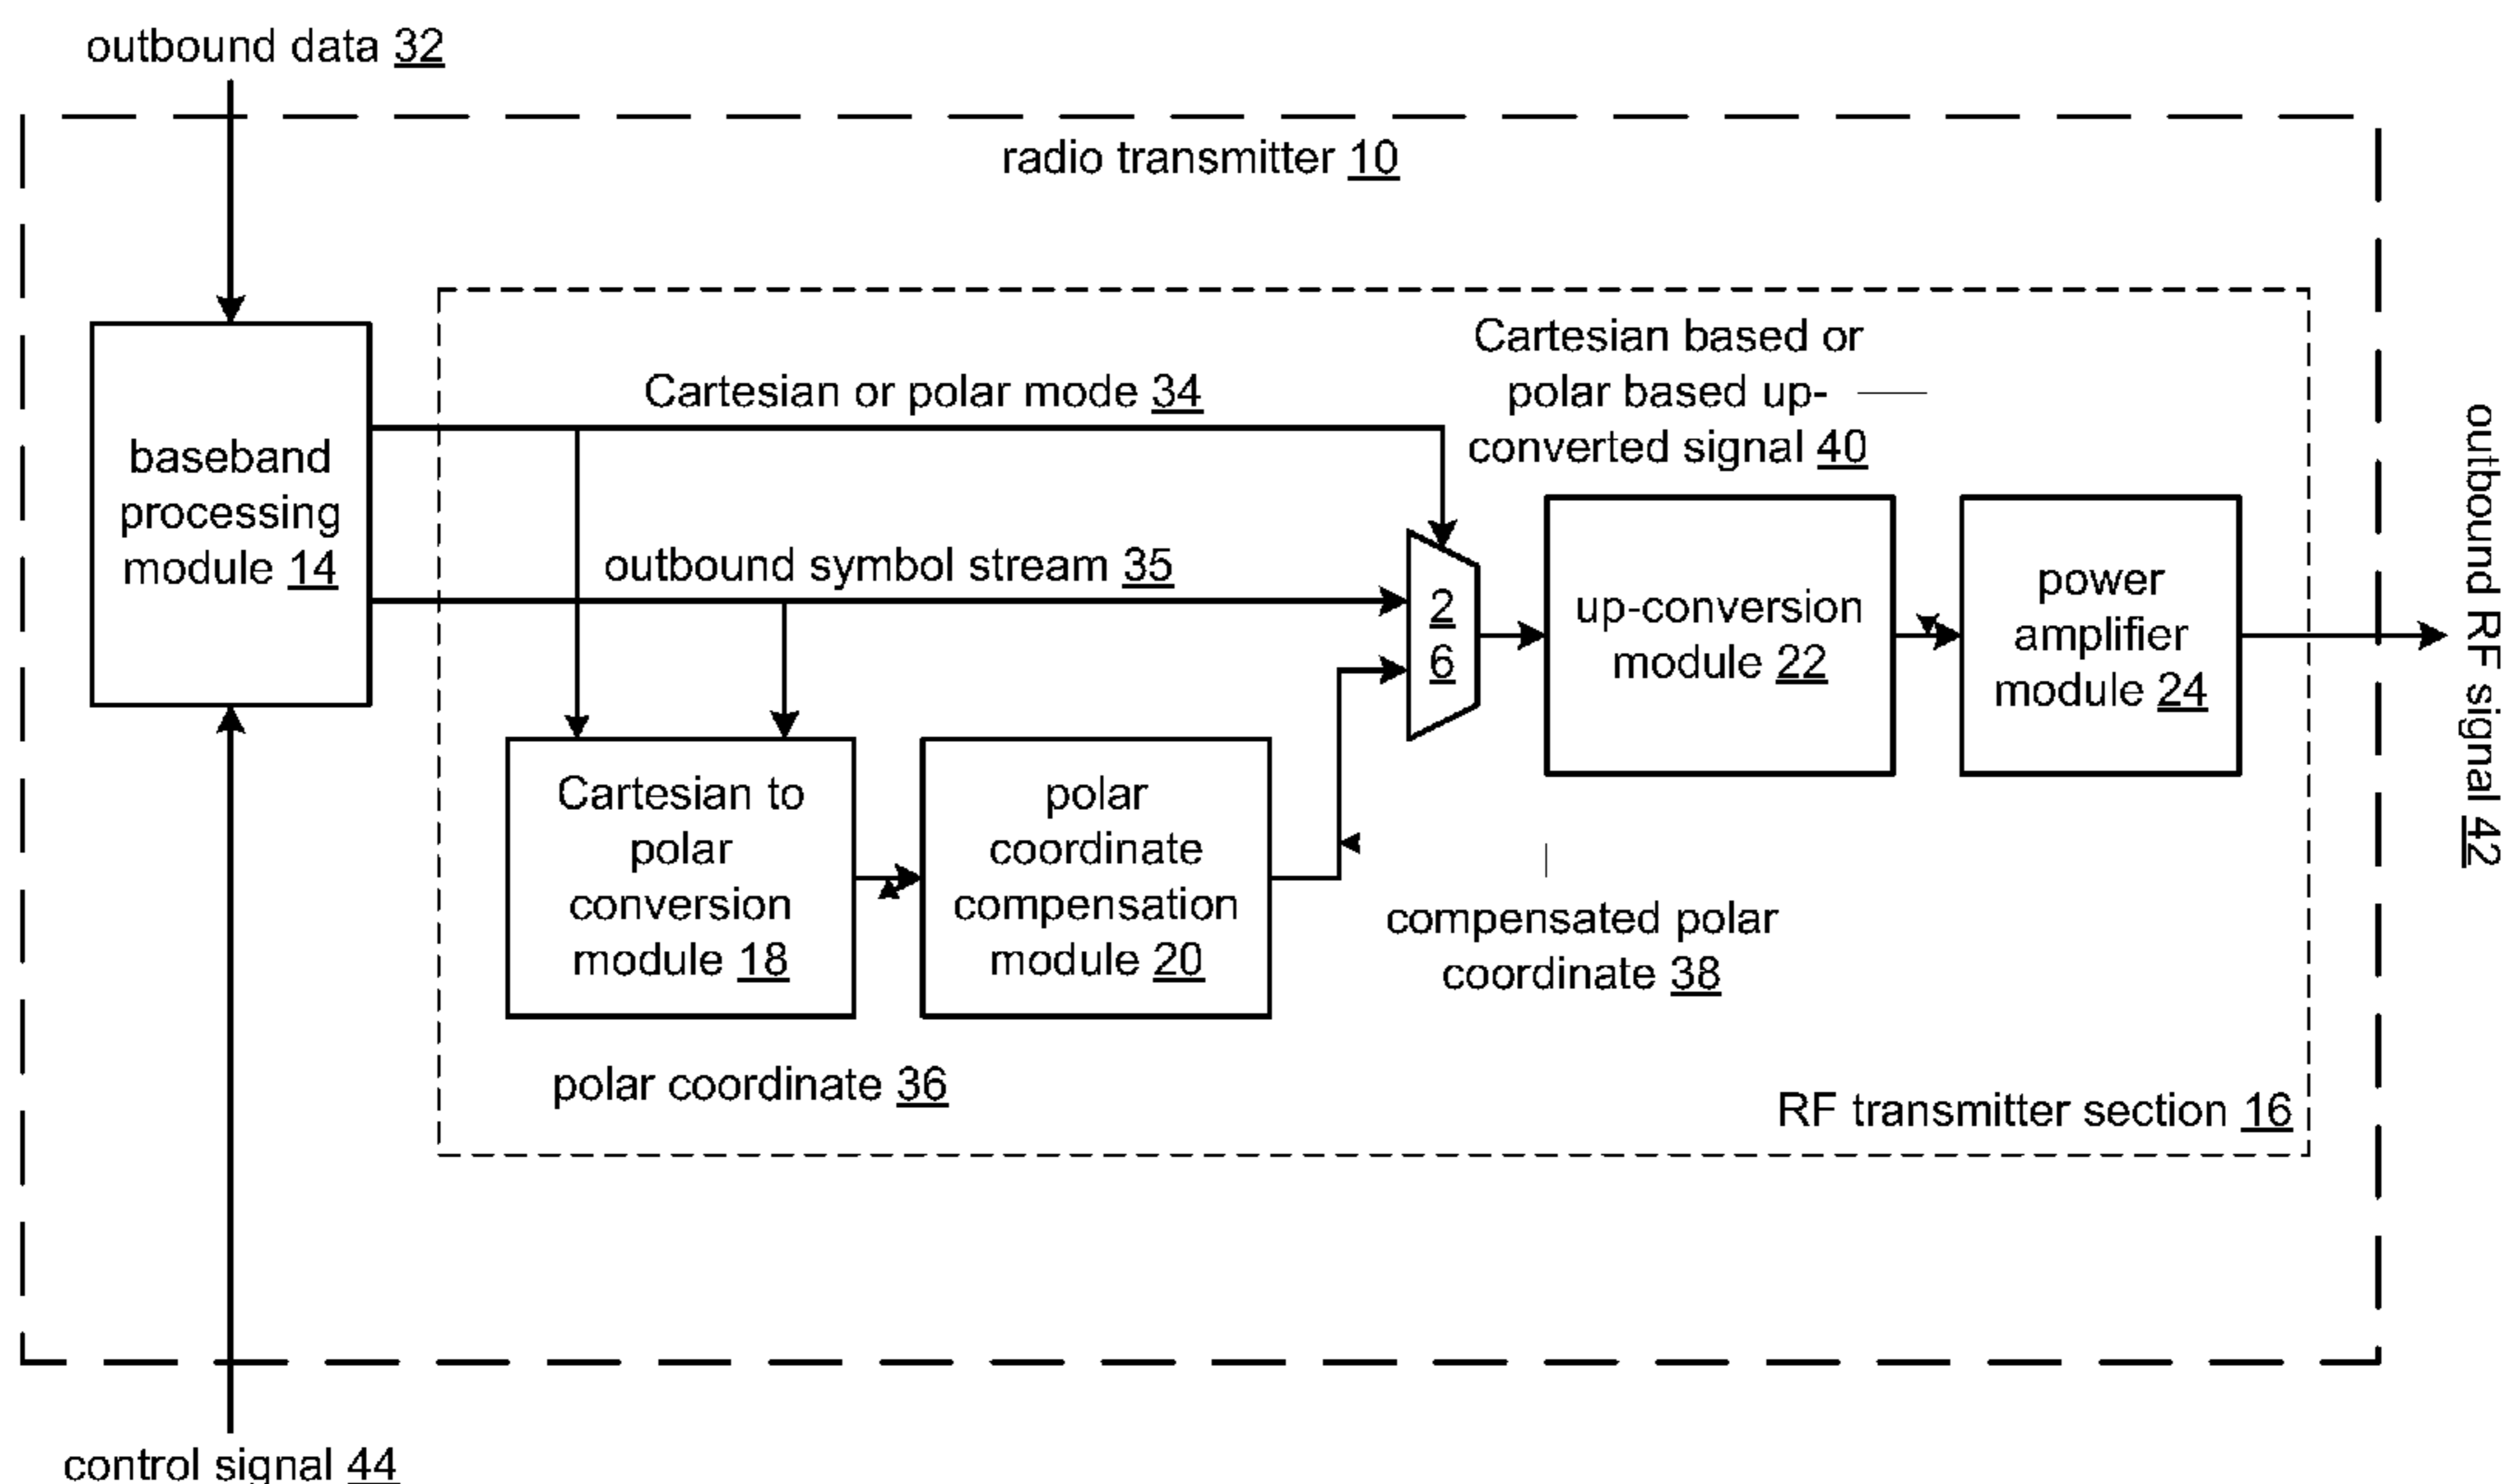 outbound data 32
radio transmitter 10
Cartesian based or
polar based up-
converted signal 40
Cartesian or polar mode 34
baseband
processing
module 14
outbound symbol stream 35
2
6
up-conversion
module 22
power
amplifier
module 24
outbound RF signal 42
Cartesian to
polar
conversion
module 18
polar
coordinate
compensation
module 20
compensated polar
coordinate 38
polar coordinate 36
RF transmitter section 16
control signal 44